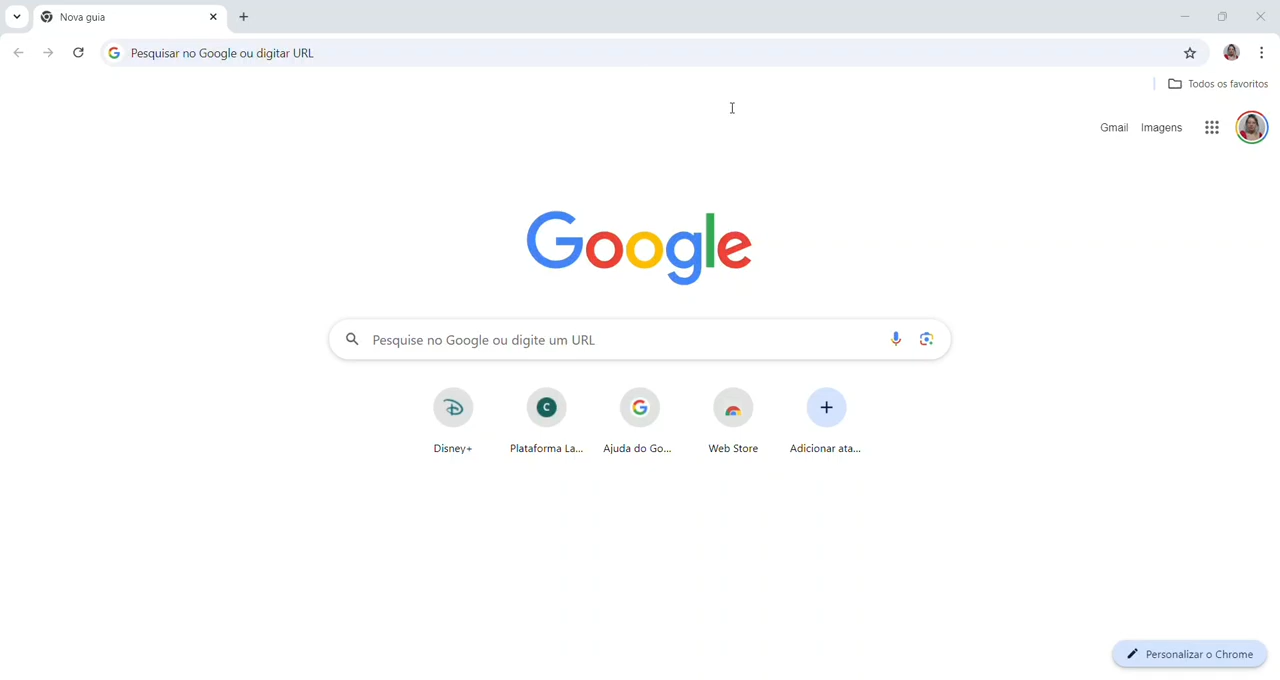 Nova guia
Pesquisar no Google ou digitar URL
Todos os favoritos
Gmail Imagens
Google
Pesquise no Google ou digite um URL
Disney+ Plataforma La... Ajuda do Go... Web Store Adicionar ata...
Personalizar o Chrome